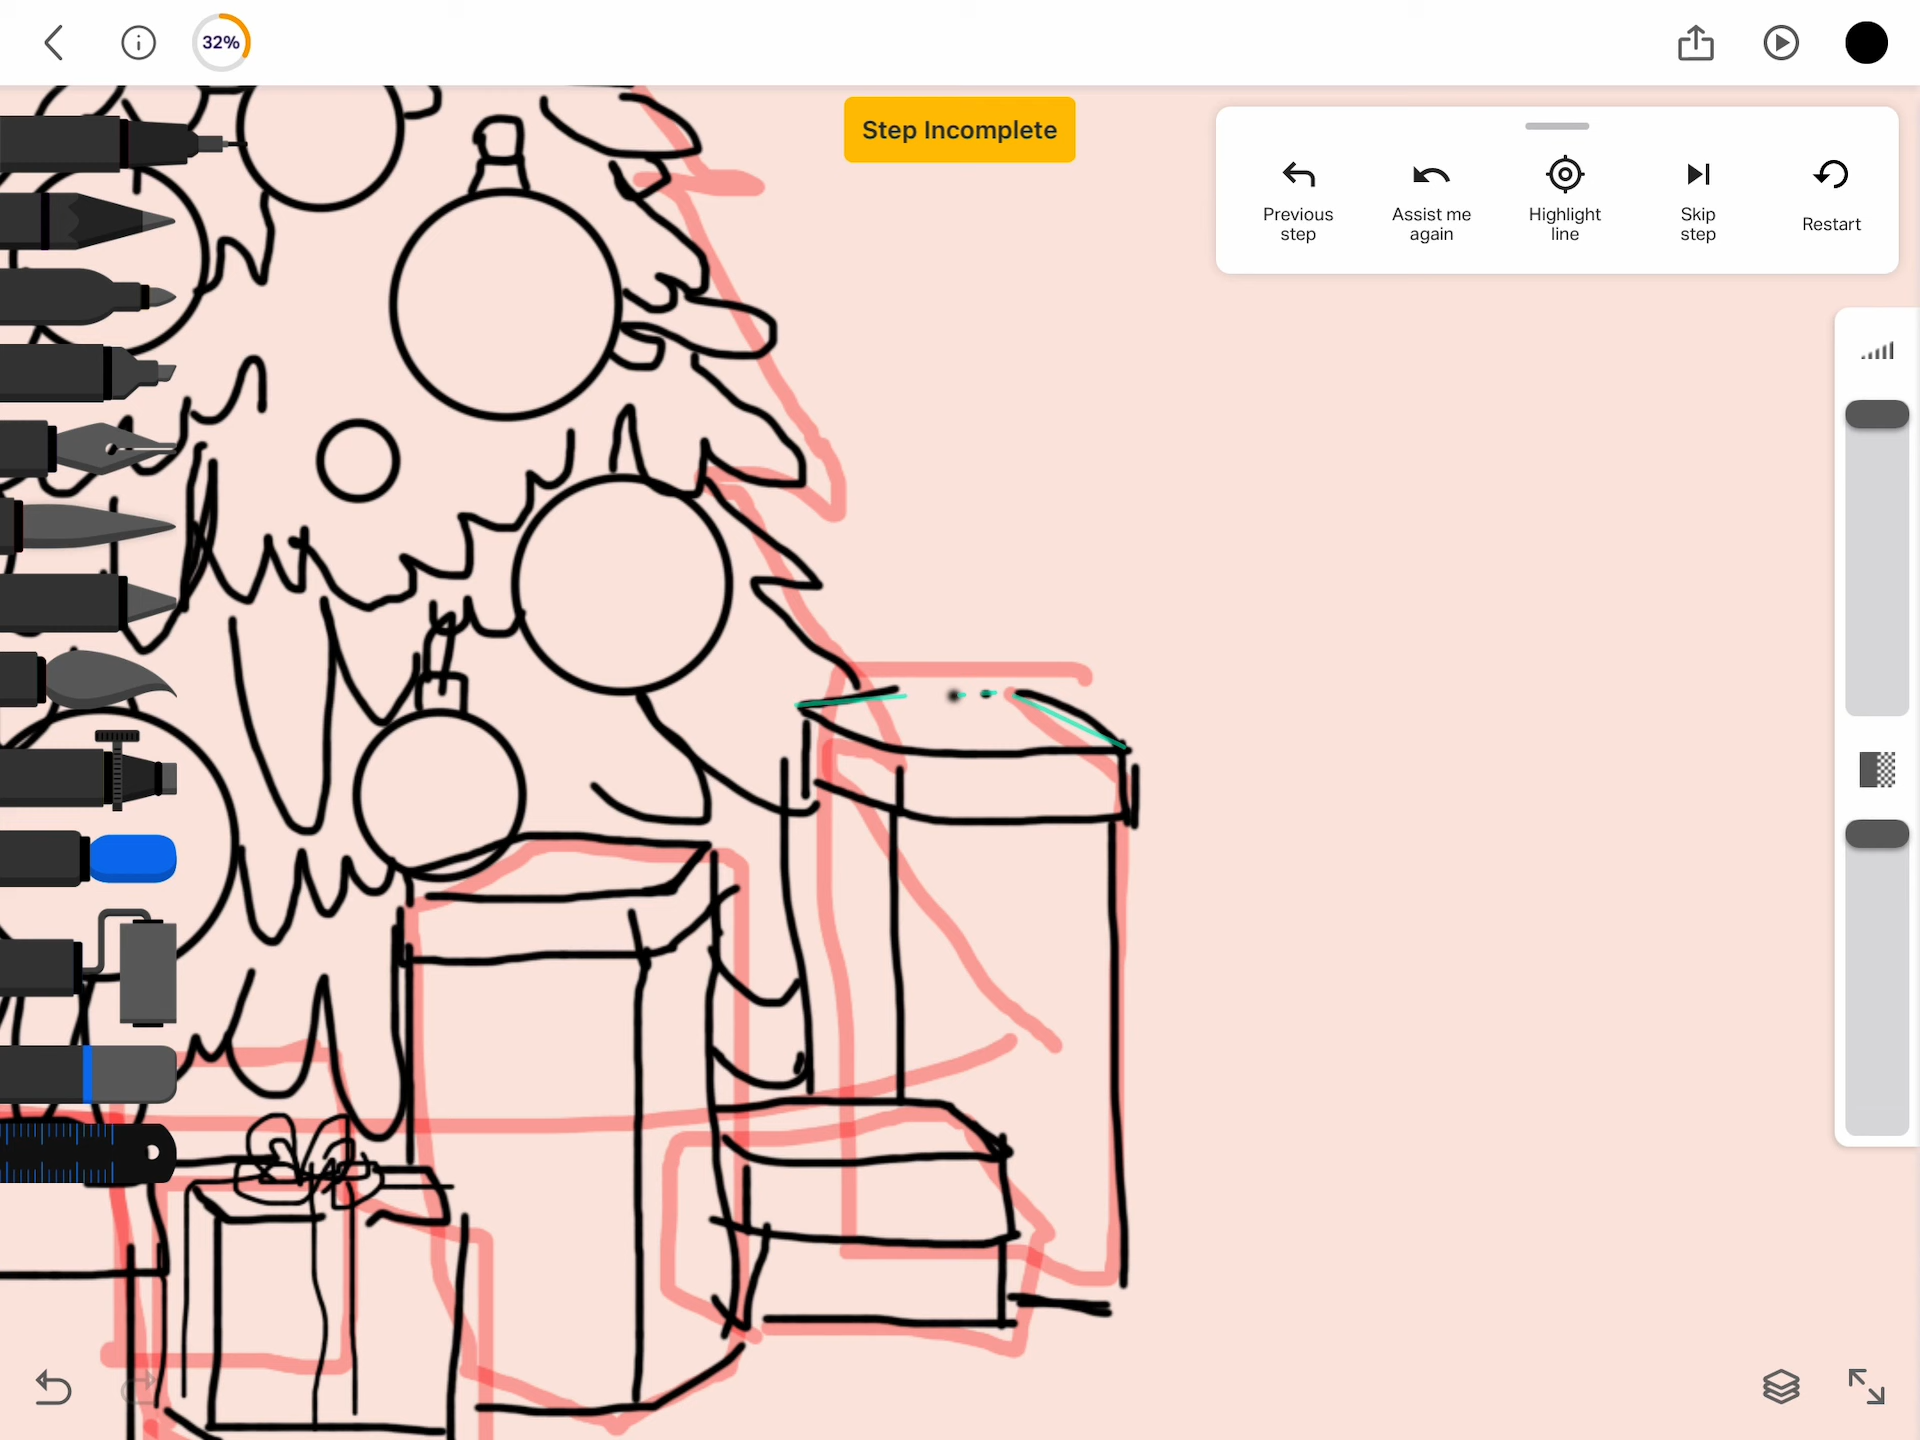 32%
Step Incomplete
Previous step
Assist me again
Highlight line
Skip step
Restart